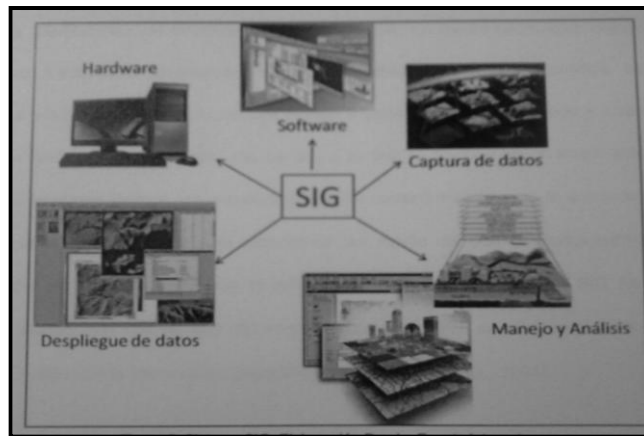 Hardware
Software
Captura de datos
SIG
Despliegue de datos
Manejo y Análisis